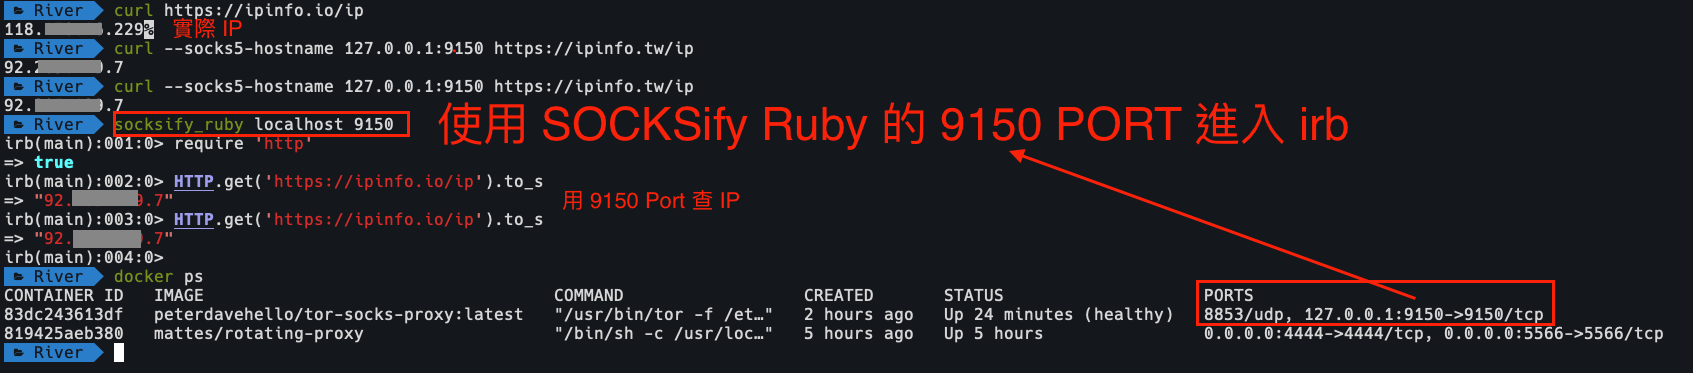 River curl https://ipinfo.io/ip
118. .229% 實際 IP
River curl --socks5-hostname 127.0.0.1:9150 https://ipinfo.tw/ip
92. .7
River curl --socks5-hostname 127.0.0.1:9150 https://ipinfo.tw/ip
92. .7
River socksify_ruby localhost 9150 使用 SOCKSify Ruby 的 9150 PORT 進入 irb
irb(main):001:0> require 'http'
=> true
irb(main):002:0> HTTP.get('https://ipinfo.io/ip').to_s
=> "92. 9.7" 用 9150 Port 查 IP
irb(main):003:0> HTTP.get('https://ipinfo.io/ip').to_s
=> "92. .7"
irb(main):004:0>
River docker ps
CONTAINER ID IMAGE COMMAND CREATED STATUS PORTS
83dc243613df peterdavehello/tor-socks-proxy:latest "/usr/bin/tor -f /et…" 2 hours ago Up 24 minutes (healthy) 8853/udp, 127.0.0.1:9150->9150/tcp
819425aeb380 mattes/rotating-proxy "/bin/sh -c /usr/loc…" 5 hours ago Up 5 hours 0.0.0.0:4444->4444/tcp, 0.0.0.0:5566->5566/tcp
River